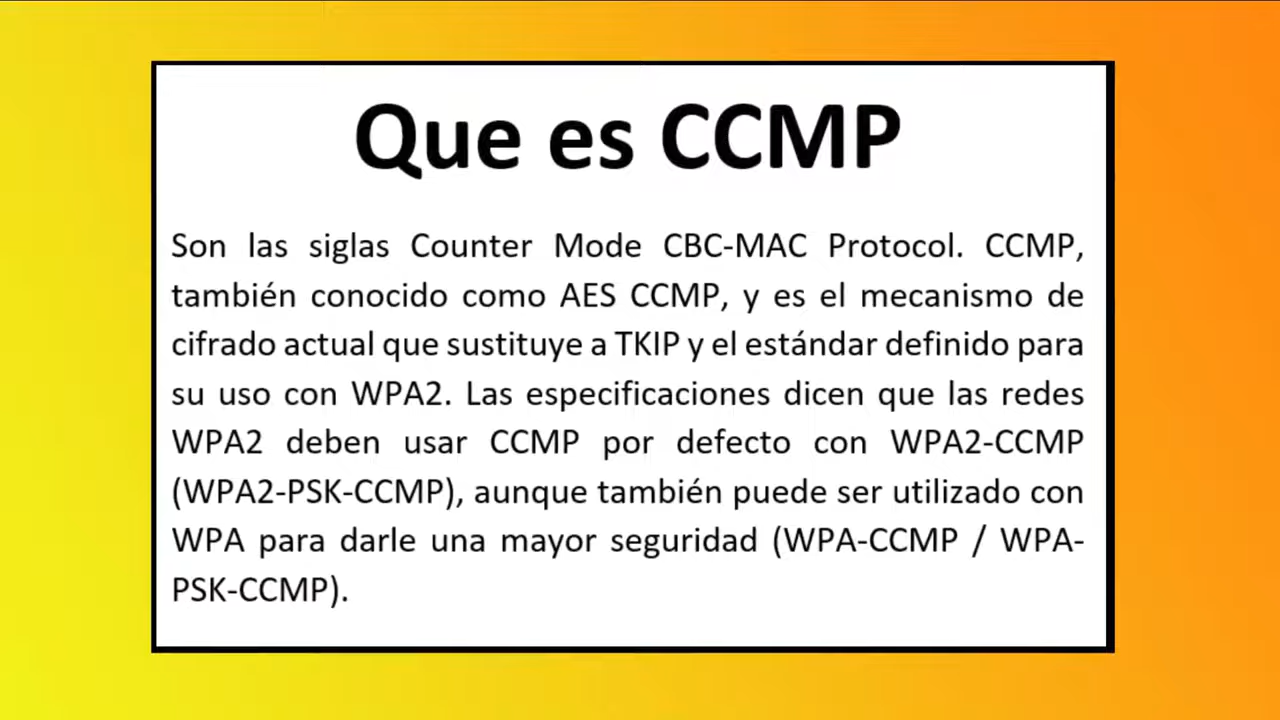 Que es CCMP
Son las siglas Counter Mode CBC-MAC Protocol. CCMP,
también conocido como AES CCMP, y es el mecanismo de
cifrado actual que sustituye a TKIP y el estándar definido para
su uso con WPA2. Las especificaciones dicen que las redes
WPA2 deben usar CCMP por defecto con WPA2-CCMP
(WPA2-PSK-CCMP), aunque también puede ser utilizado con
WPA para darle una mayor seguridad (WPA-CCMP / WPA-
PSK-CCMP).